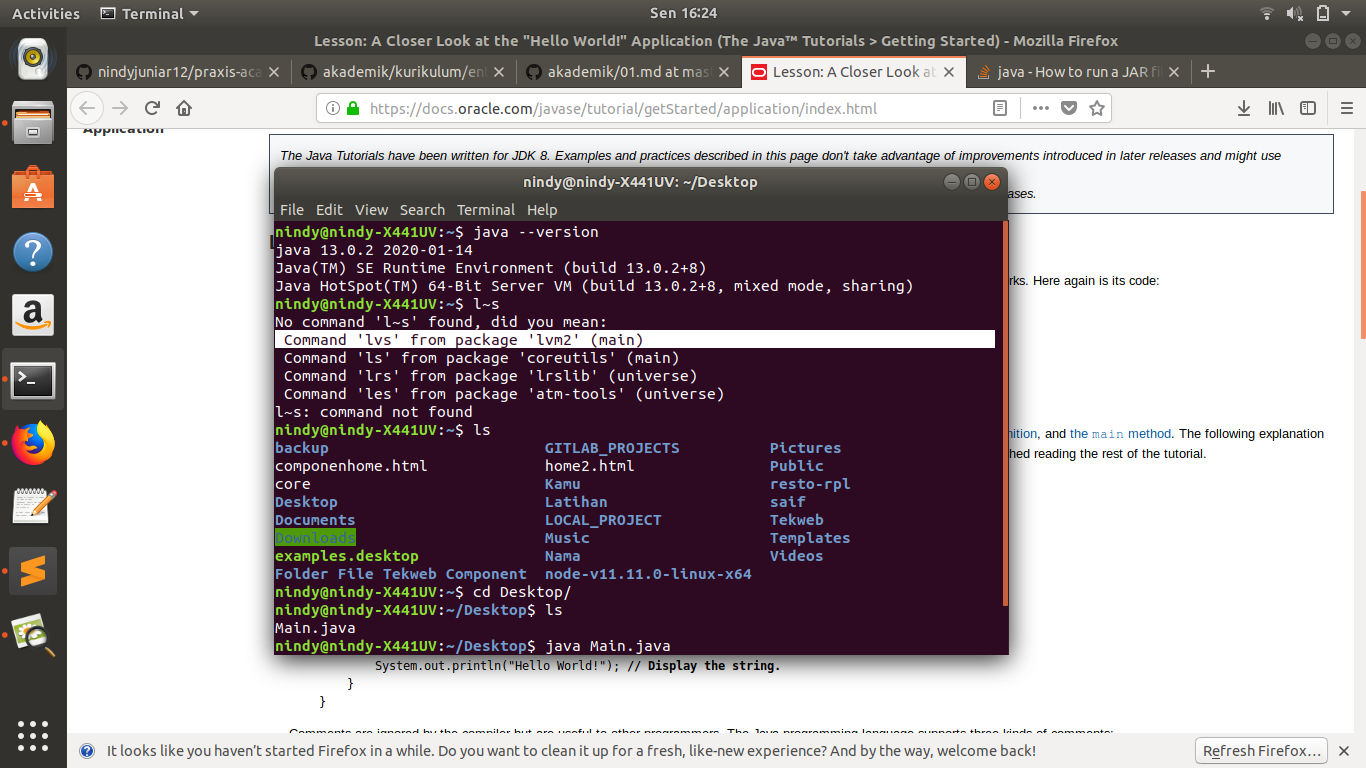 Activities Terminal Sen 16:24
Lesson: A Closer Look at the "Hello World!" Application (The Java™ Tutorials > Getting Started) - Mozilla Firefox
nindyjuniar12/praxis-aca akademik/kurikulum/en akademik/01.md at mas Lesson: A Closer Look at java - How to run a JAR fi
https://docs.oracle.com/javase/tutorial/getStarted/application/index.html
Application
The Java Tutorials have been written for JDK 8. Examples and practices described in this page don't take advantage of improvements introduced in later releases and might use
ases.
nindy@nindy-X441UV: ~/Desktop
File Edit View Search Terminal Help
nindy@nindy-X441UV:~$ java --version
java 13.0.2 2020-01-14
Java(TM) SE Runtime Environment (build 13.0.2+8)
Java HotSpot(TM) 64-Bit Server VM (build 13.0.2+8, mixed mode, sharing)
rks. Here again is its code:
nindy@nindy-X441UV:~$ l~s
No command 'l~s' found, did you mean:
Command 'lvs' from package 'lvm2' (main)
Command 'ls' from package 'coreutils' (main)
Command 'lrs' from package 'lrslib' (universe)
Command 'les' from package 'atm-tools' (universe)
l~s: command not found
nindy@nindy-X441UV:~$ ls
nition, and the main method. The following explanation
backup GITLAB_PROJECTS Pictures
hed reading the rest of the tutorial.
componenhome.html home2.html Public
core Kamu resto-rpl
Desktop Latihan saif
Documents LOCAL_PROJECT Tekweb
Downloads Music Templates
examples.desktop Nama Videos
Folder File Tekweb Component node-v11.11.0-linux-x64
nindy@nindy-X441UV:~$ cd Desktop/
nindy@nindy-X441UV:~/Desktop$ ls
Main.java
nindy@nindy-X441UV:~/Desktop$ java Main.java
System.out.println("Hello World!"); // Display the string.
}
}
Comments are ignored by the compiler but are useful to other programmers. The Java programming language supports three kinds of comments:
It looks like you haven't started Firefox in a while. Do you want to clean it up for a fresh, like-new experience? And by the way, welcome back! Refresh Firefox…